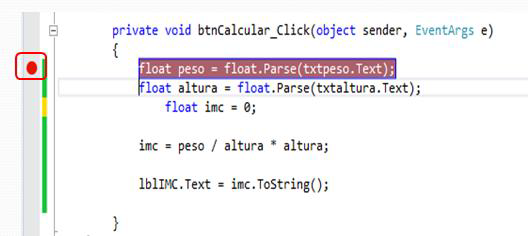 private void btnCalcular_Click(object sender, EventArgs e)
{
float peso = float.Parse(txtpeso.Text);
float altura = float.Parse(txtaltura.Text);
float imc = 0;
imc = peso / altura * altura;
lblIMC.Text = imc.ToString();
}